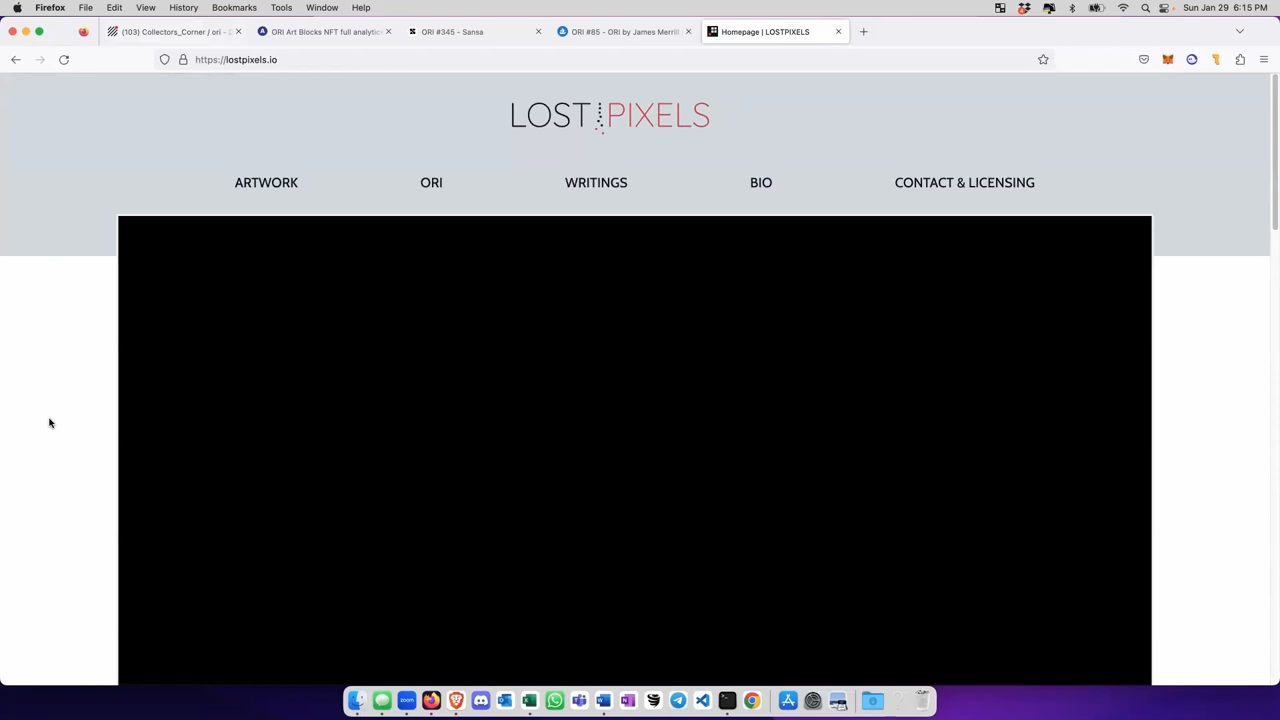 Firefox File Edit View History Bookmarks Tools Window Help Sun Jan 29 6:15 PM
(103) Collectors_Corner / ori - ORI Art Blocks NFT full analytic ORI #345 - Sansa ORI #85 - ORI by James Merrill Homepage | LOSTPIXELS
https://lostpixels.io
LOST PIXELS
ARTWORK ORI WRITINGS BIO CONTACT & LICENSING
zoom